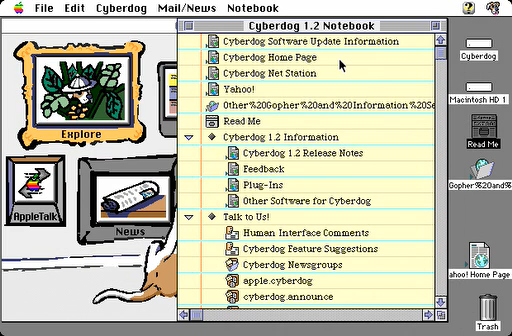 File Edit Cyberdog Mail/News Notebook
Cyberdog 1.2 Notebook
Cyberdog Software Update Information
Cyberdog Home Page
Cyberdog Net Station
Yahoo!
Other%20Gopher%20and%20Information%20Se
Read Me
Cyberdog 1.2 Information
Cyberdog 1.2 Release Notes
Feedback
Plug-Ins
Other Software for Cyberdog
Talk to Us!
Human Interface Comments
Cyberdog Feature Suggestions
Cyberdog Newsgroups
apple.cyberdog
cyberdog.announce
Explore
AppleTalk
News
Cyberdog
Macintosh HD 1
Read Me
Gopher%20and%
ahoo! Home Page
Trash